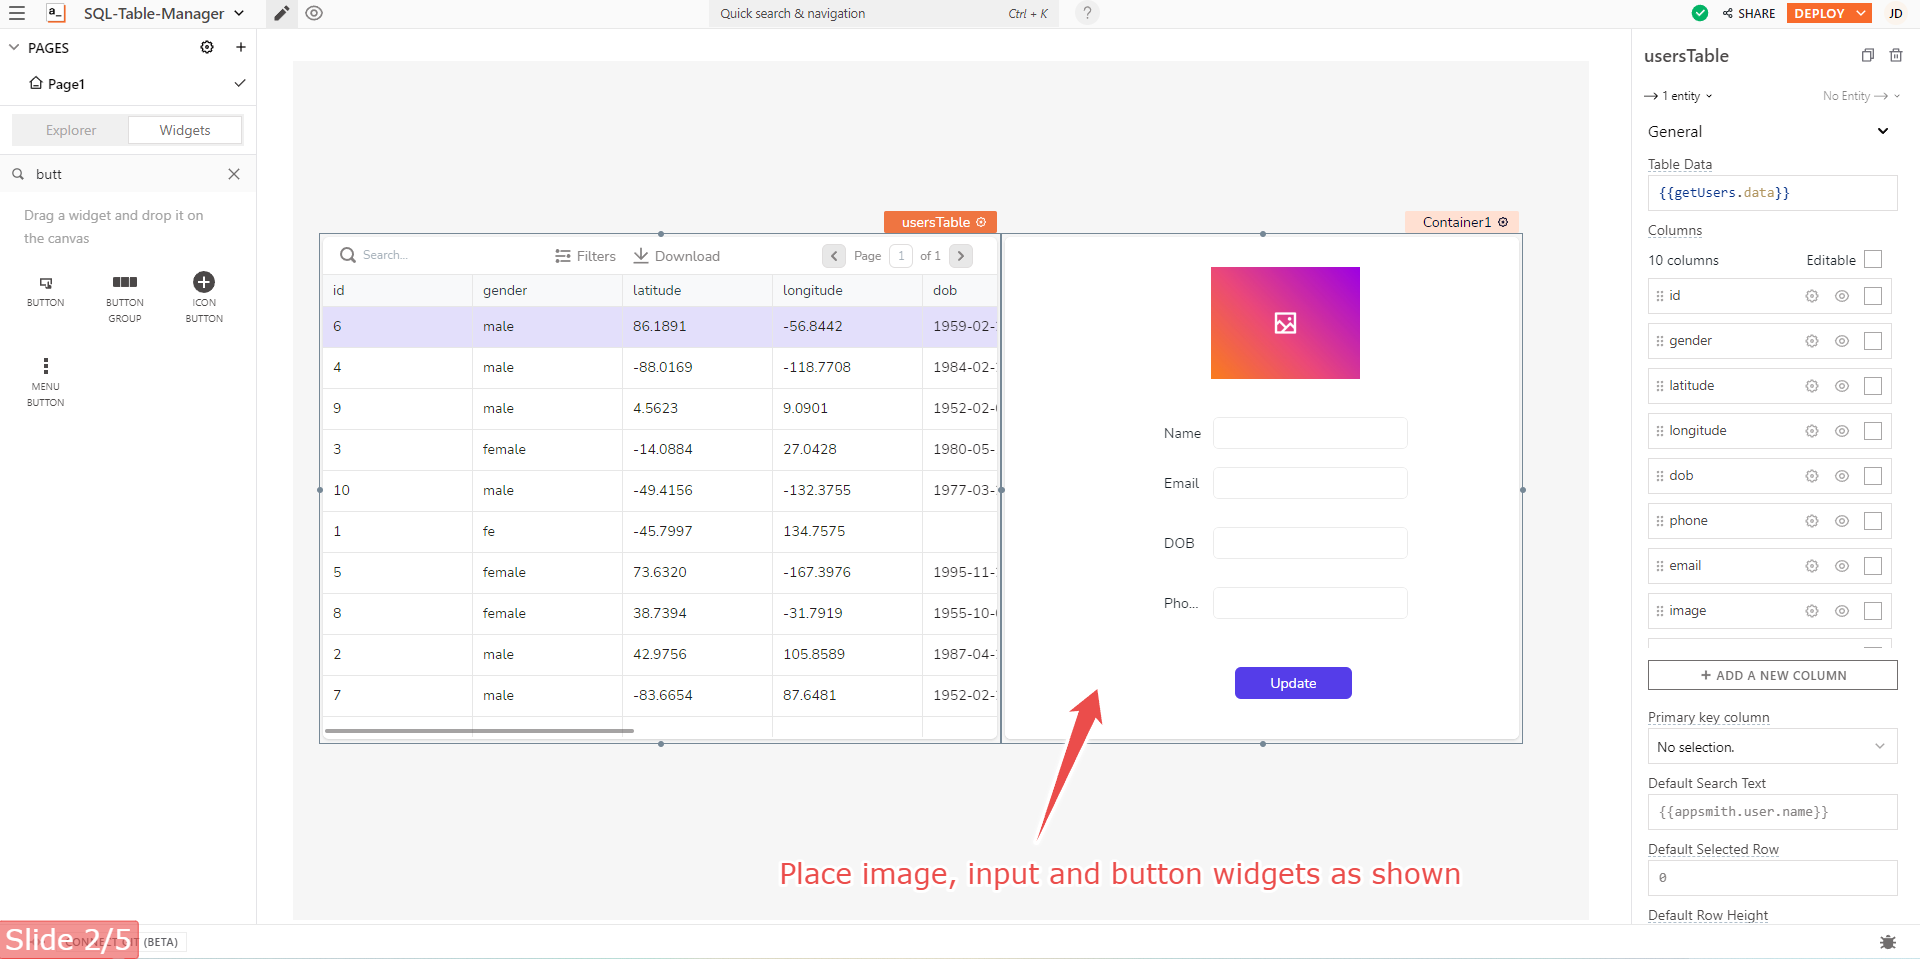 a_
SQL-Table-Manager
Quick search & navigation
Ctrl + K
?
SHARE
DEPLOY
JD
PAGES
Page1
Explorer
Widgets
butt
Drag a widget and drop it on
the canvas
BUTTON
BUTTON
GROUP
ICON
BUTTON
MENU
BUTTON
usersTable
Container1
Search...
Filters
Download
Page
1
of 1
id gender latitude longitude dob
6 male 86.1891 -56.8442 1959-02-
4 male -88.0169 -118.7708 1984-02-
9 male 4.5623 9.0901 1952-02-
3 female -14.0884 27.0428 1980-05-
10 male -49.4156 -132.3755 1977-03-
1 fe -45.7997 134.7575
5 female 73.6320 -167.3976 1995-11-
8 female 38.7394 -31.7919 1955-10-
2 male 42.9756 105.8589 1987-04-
7 male -83.6654 87.6481 1952-02-
Name
Email
DOB
Pho...
Update
Place image, input and button widgets as shown
usersTable
1 entity
No Entity
General
Table Data
{{getUsers.data}}
Columns
10 columns
Editable
id
gender
latitude
longitude
dob
phone
email
image
+ ADD A NEW COLUMN
Primary key column
No selection.
Default Search Text
{{appsmith.user.name}}
Default Selected Row
0
Default Row Height
Slide 2/5
(BETA)